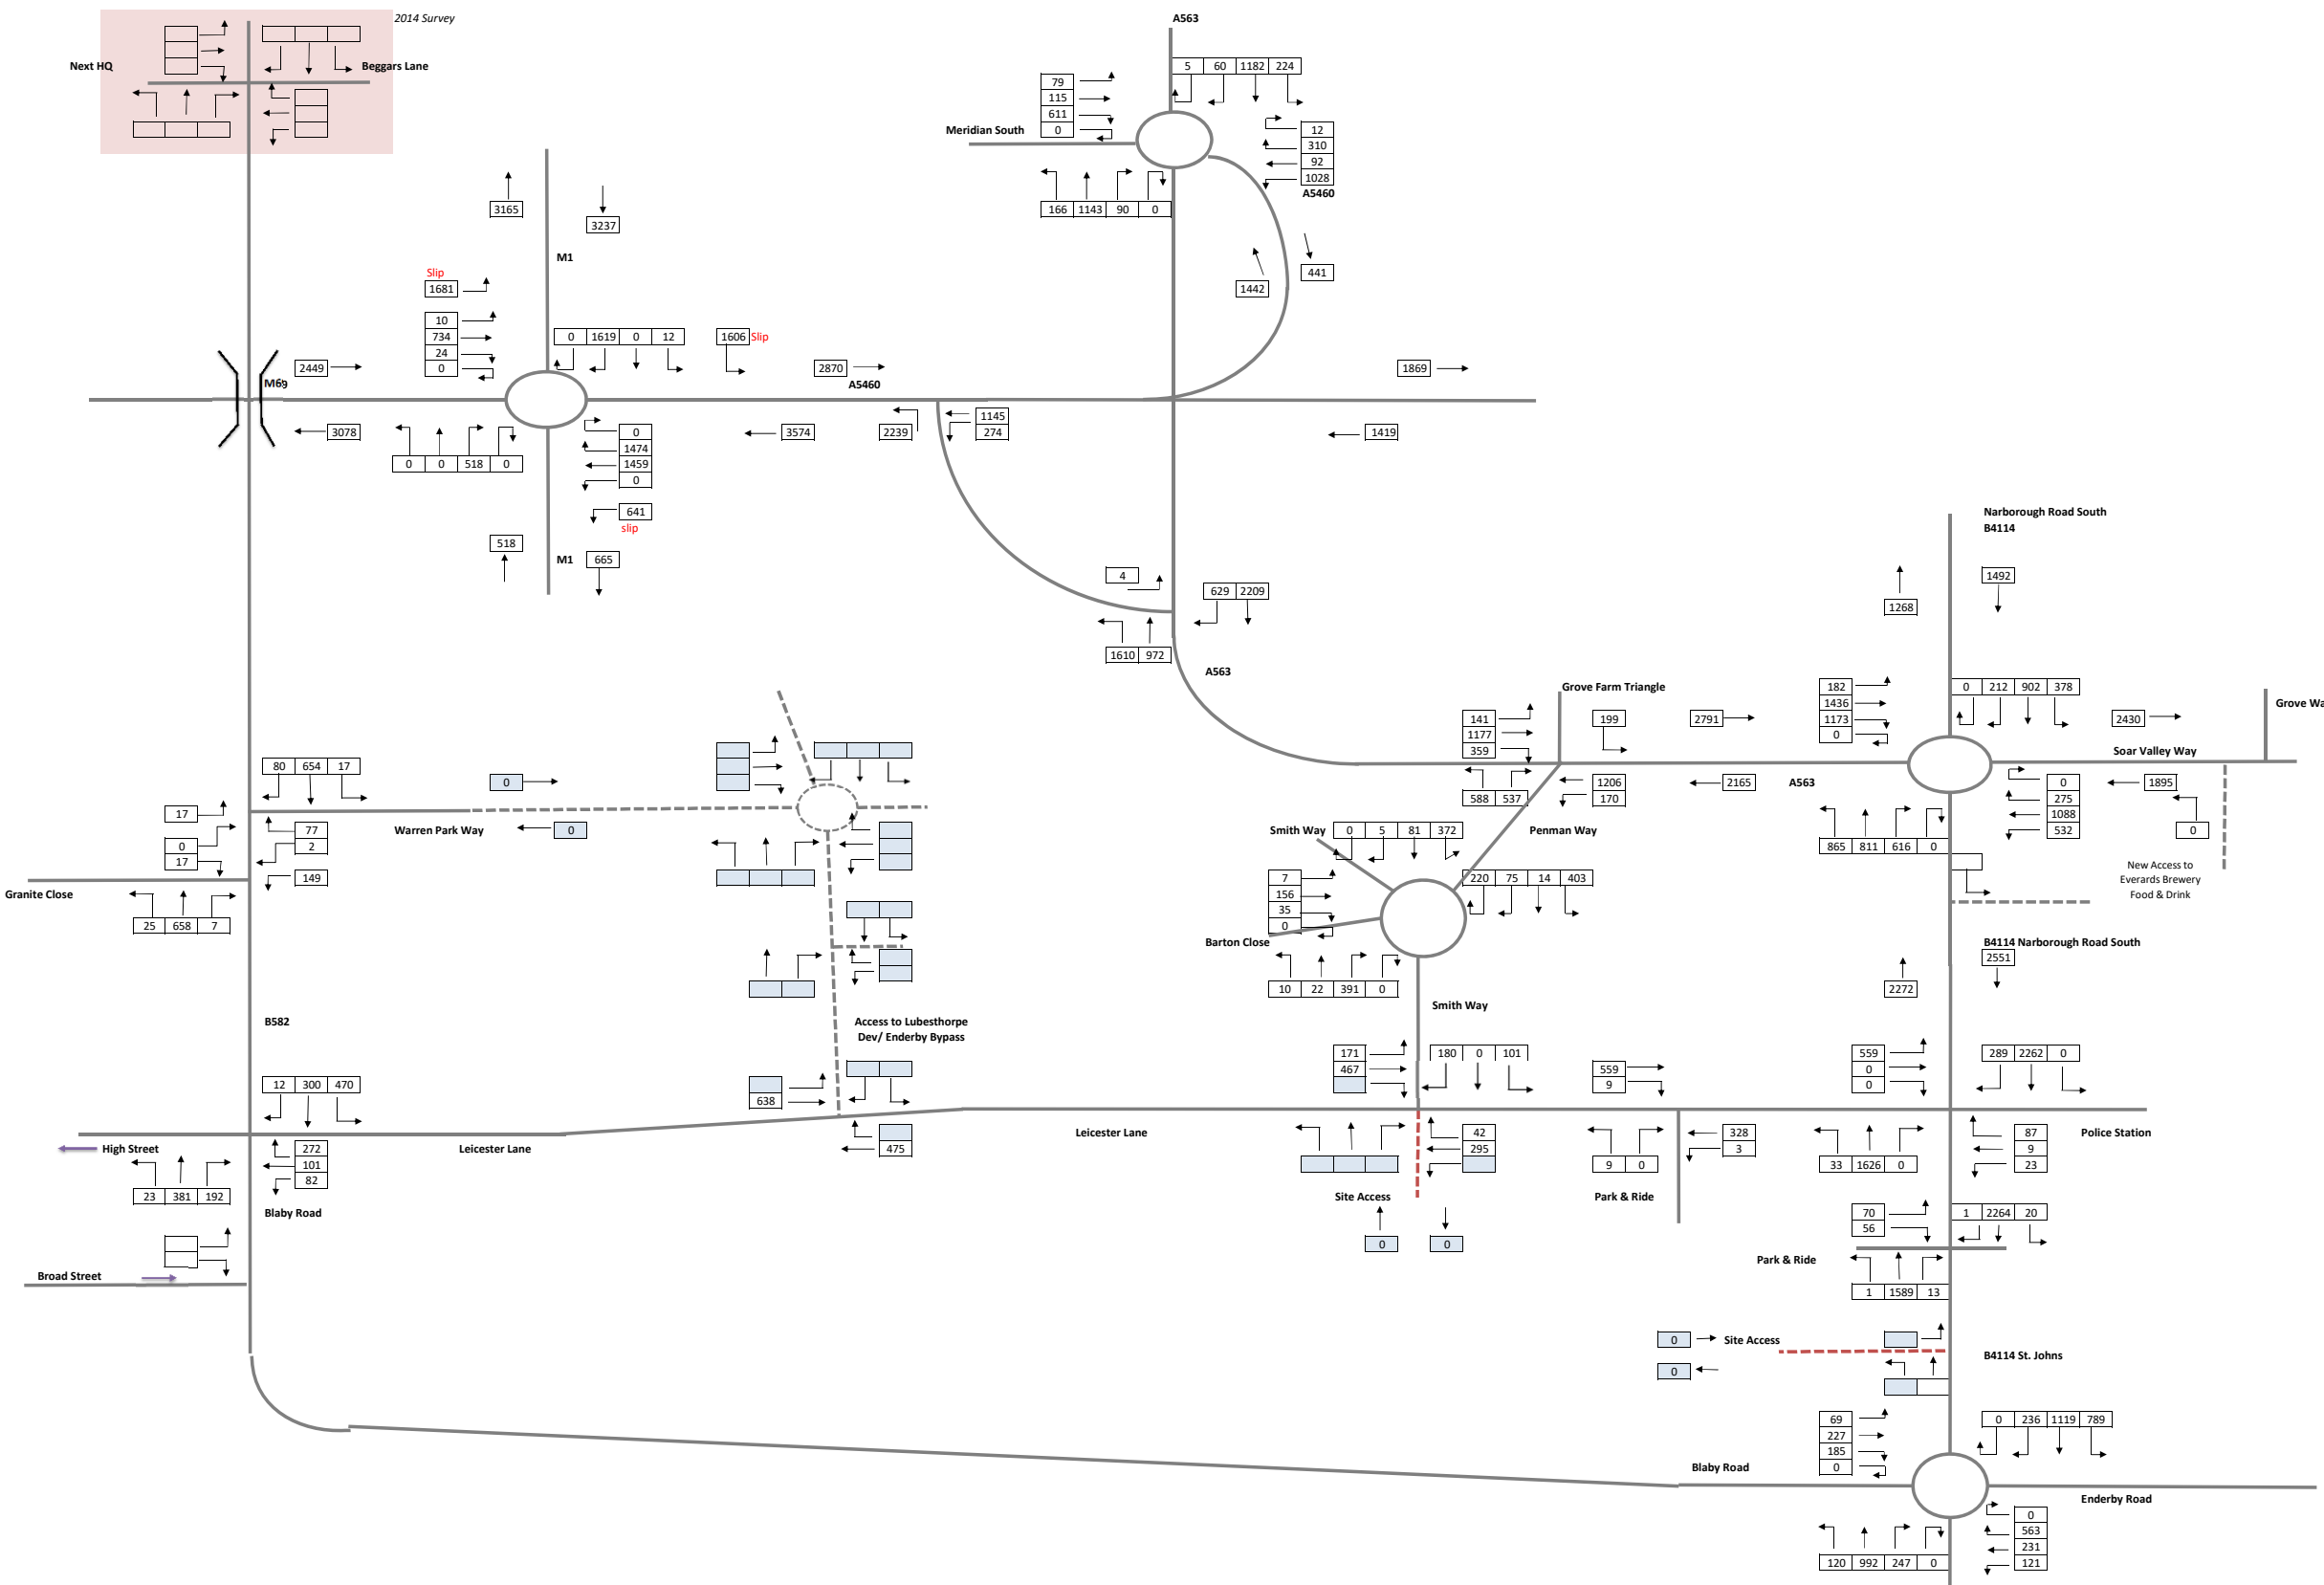 2014 Survey
A563
Next HQ
Beggars Lane
5 60 1182 224
79
115
611
0
Meridian South
12
310
92
1028
A5460
166 1143 90 0
3165
3237
M1
441
1442
Slip
1681
10
734
24
0
0 1619 0 12
1606 Slip
2449
M69
2870
A5460
1869
3078
0 0 518 0
0
1474
1459
0
3574
2239
1145
274
1419
641
slip
518
M1
665
Narborough Road South
B4114
4
629 2209
1492
1268
1610 972
A563
Grove Farm Triangle
182
1436
1173
0
0 212 902 378
Grove Wa
141
1177
359
199
2791
2430
Soar Valley Way
80 654 17
0
588 537
1206
170
2165
A563
0
275
1088
532
1895
17
0
17
77
2
149
Warren Park Way
0
Smith Way
0 5 81 372
Penman Way
865 811 616 0
0
Granite Close
25 658 7
7
156
35
0
220 75 14 403
New Access to
Everards Brewery
Food & Drink
Barton Close
B4114 Narborough Road South
2551
10 22 391 0
2272
Smith Way
B582
Access to Lubesthorpe
Dev/ Enderby Bypass
12 300 470
638
171
467
180 0 101
559
9
559
0
0
289 2262 0
High Street
272
101
82
Leicester Lane
475
Leicester Lane
42
295
328
3
87
9
23
Police Station
23 381 192
9 0
33 1626 0
Blaby Road
Site Access
Park & Ride
70
56
1 2264 20
0 0
Park & Ride
Broad Street
1 1589 13
0
Site Access
B4114 St. Johns
0
69
227
185
0
0 236 1119 789
Blaby Road
Enderby Road
0
563
231
121
120 992 247 0